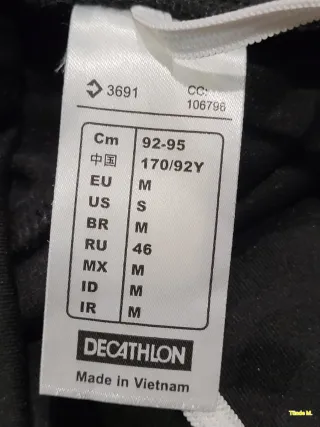 3691
CC:
106796
Cm 92-95
中国 170/92Y
EU M
US S
BR M
RU 46
MX M
ID M
IR M
DECATHLON
Made in Vietnam
Tünde M.